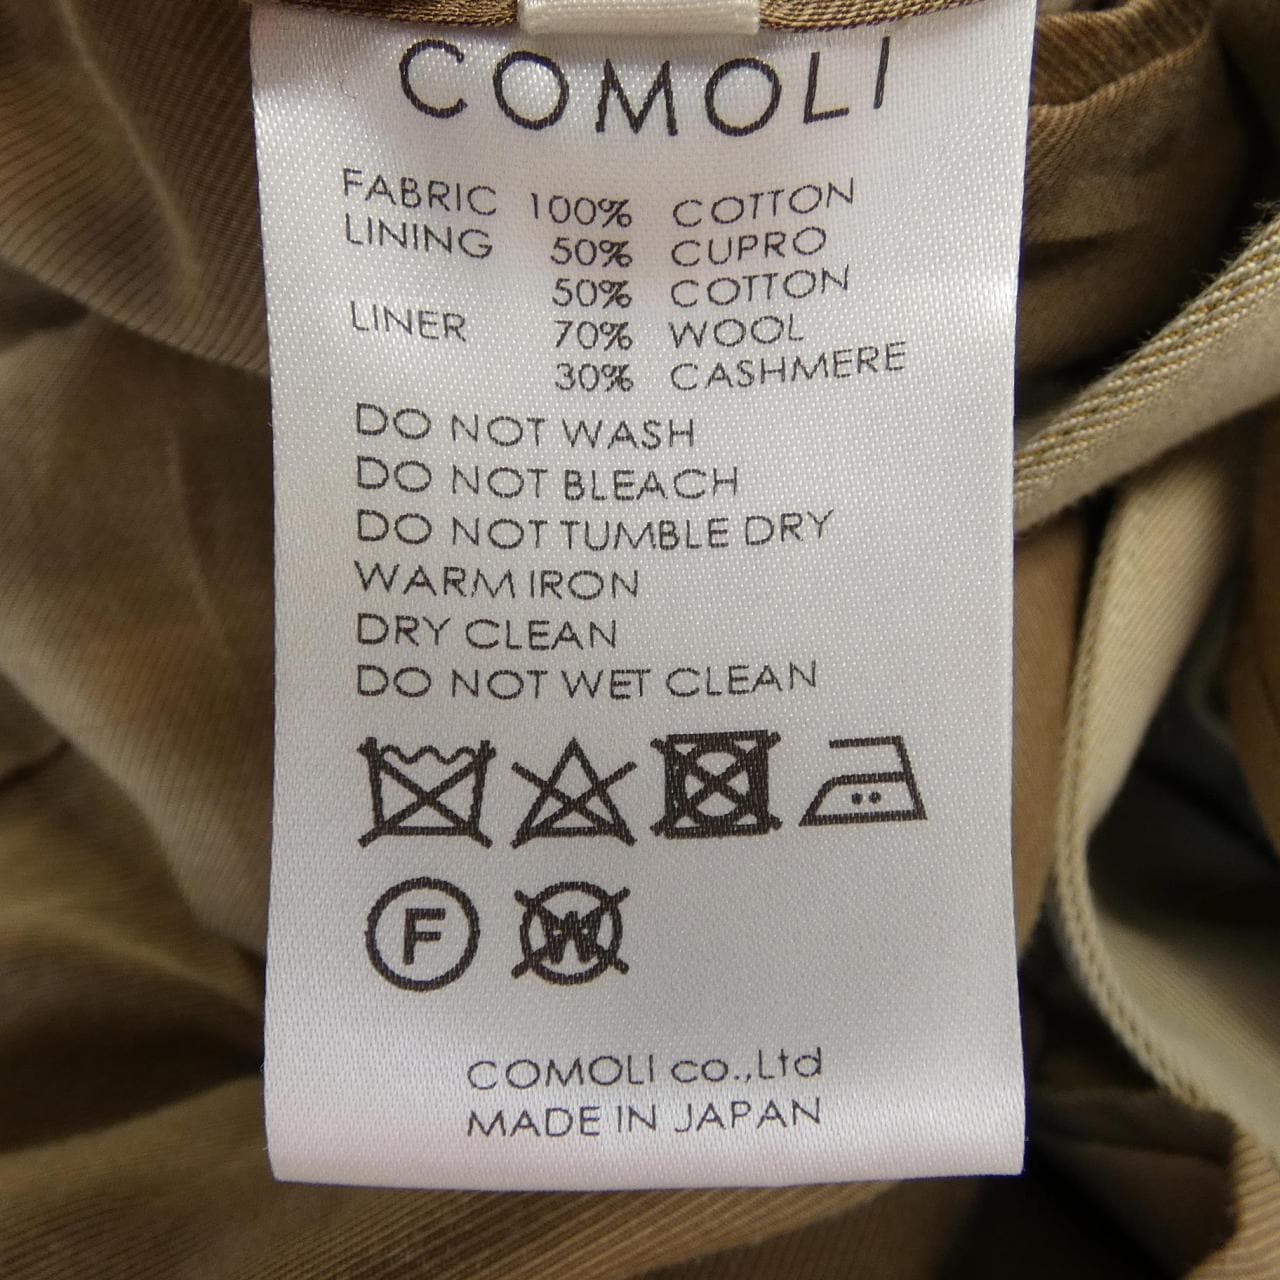 COMOLI
FABRIC 100% COTTON
LINING 50% CUPRO
50% COTTON
LINER 70% WOOL
30% CASHMERE
DO NOT WASH
DO NOT BLEACH
DO NOT TUMBLE DRY
WARM IRON
DRY CLEAN
DO NOT WET CLEAN
F W
COMOLI co.,Ltd
MADE IN JAPAN